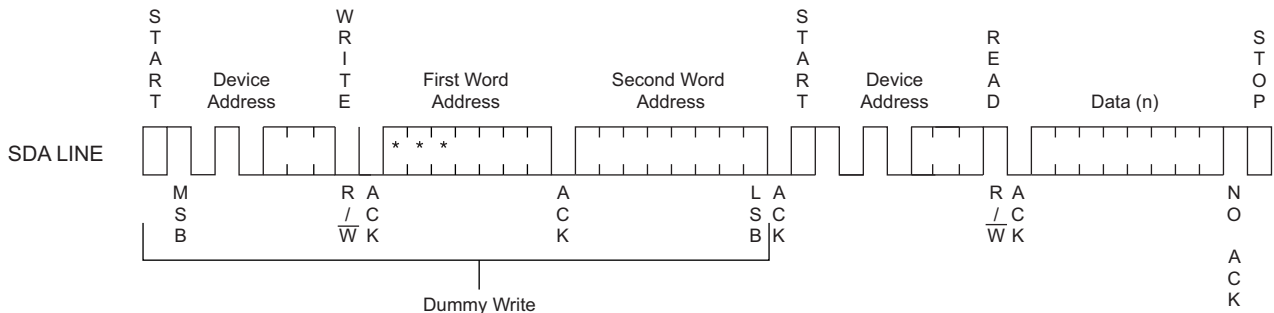 START
WRITE
START
READ
STOP
Device
Address
First Word
Address
Second Word
Address
Device
Address
Data (n)
SDA LINE
* * *
MSB
R/W
ACK
ACK
LSB
ACK
R/W
ACK
NO ACK
Dummy Write